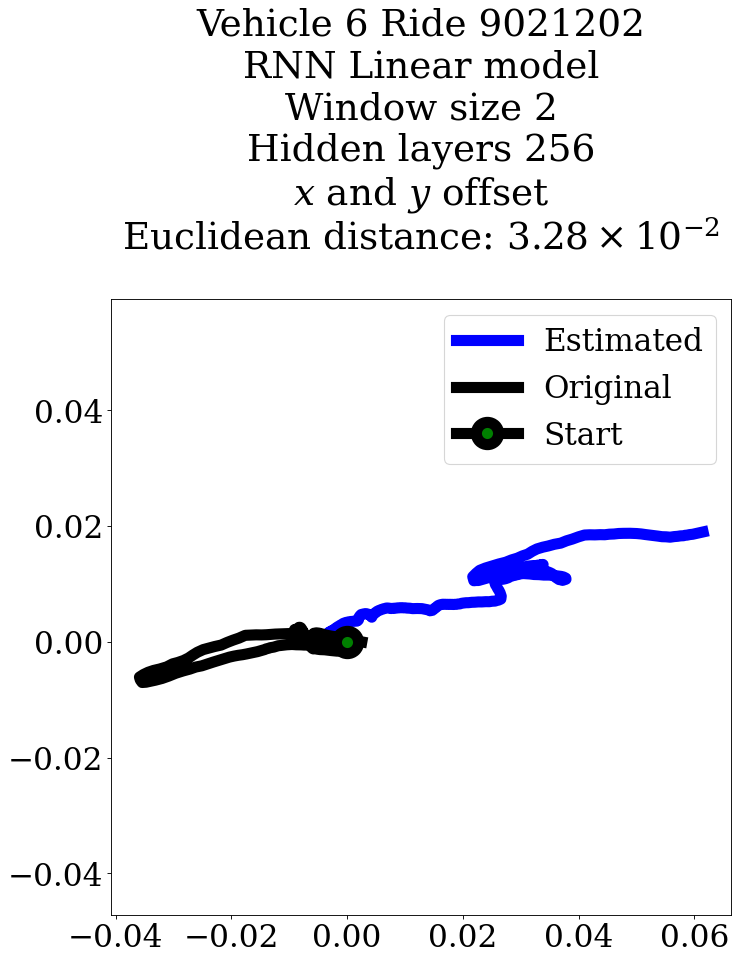 Vehicle 6 Ride 9021202
RNN Linear model
Window size 2
Hidden layers 256
x and y offset
Euclidean distance: 3.28 × 10⁻²
Estimated
Original
Start
0.04
0.02
0.00
−0.02
−0.04
−0.04 −0.02 0.00 0.02 0.04 0.06